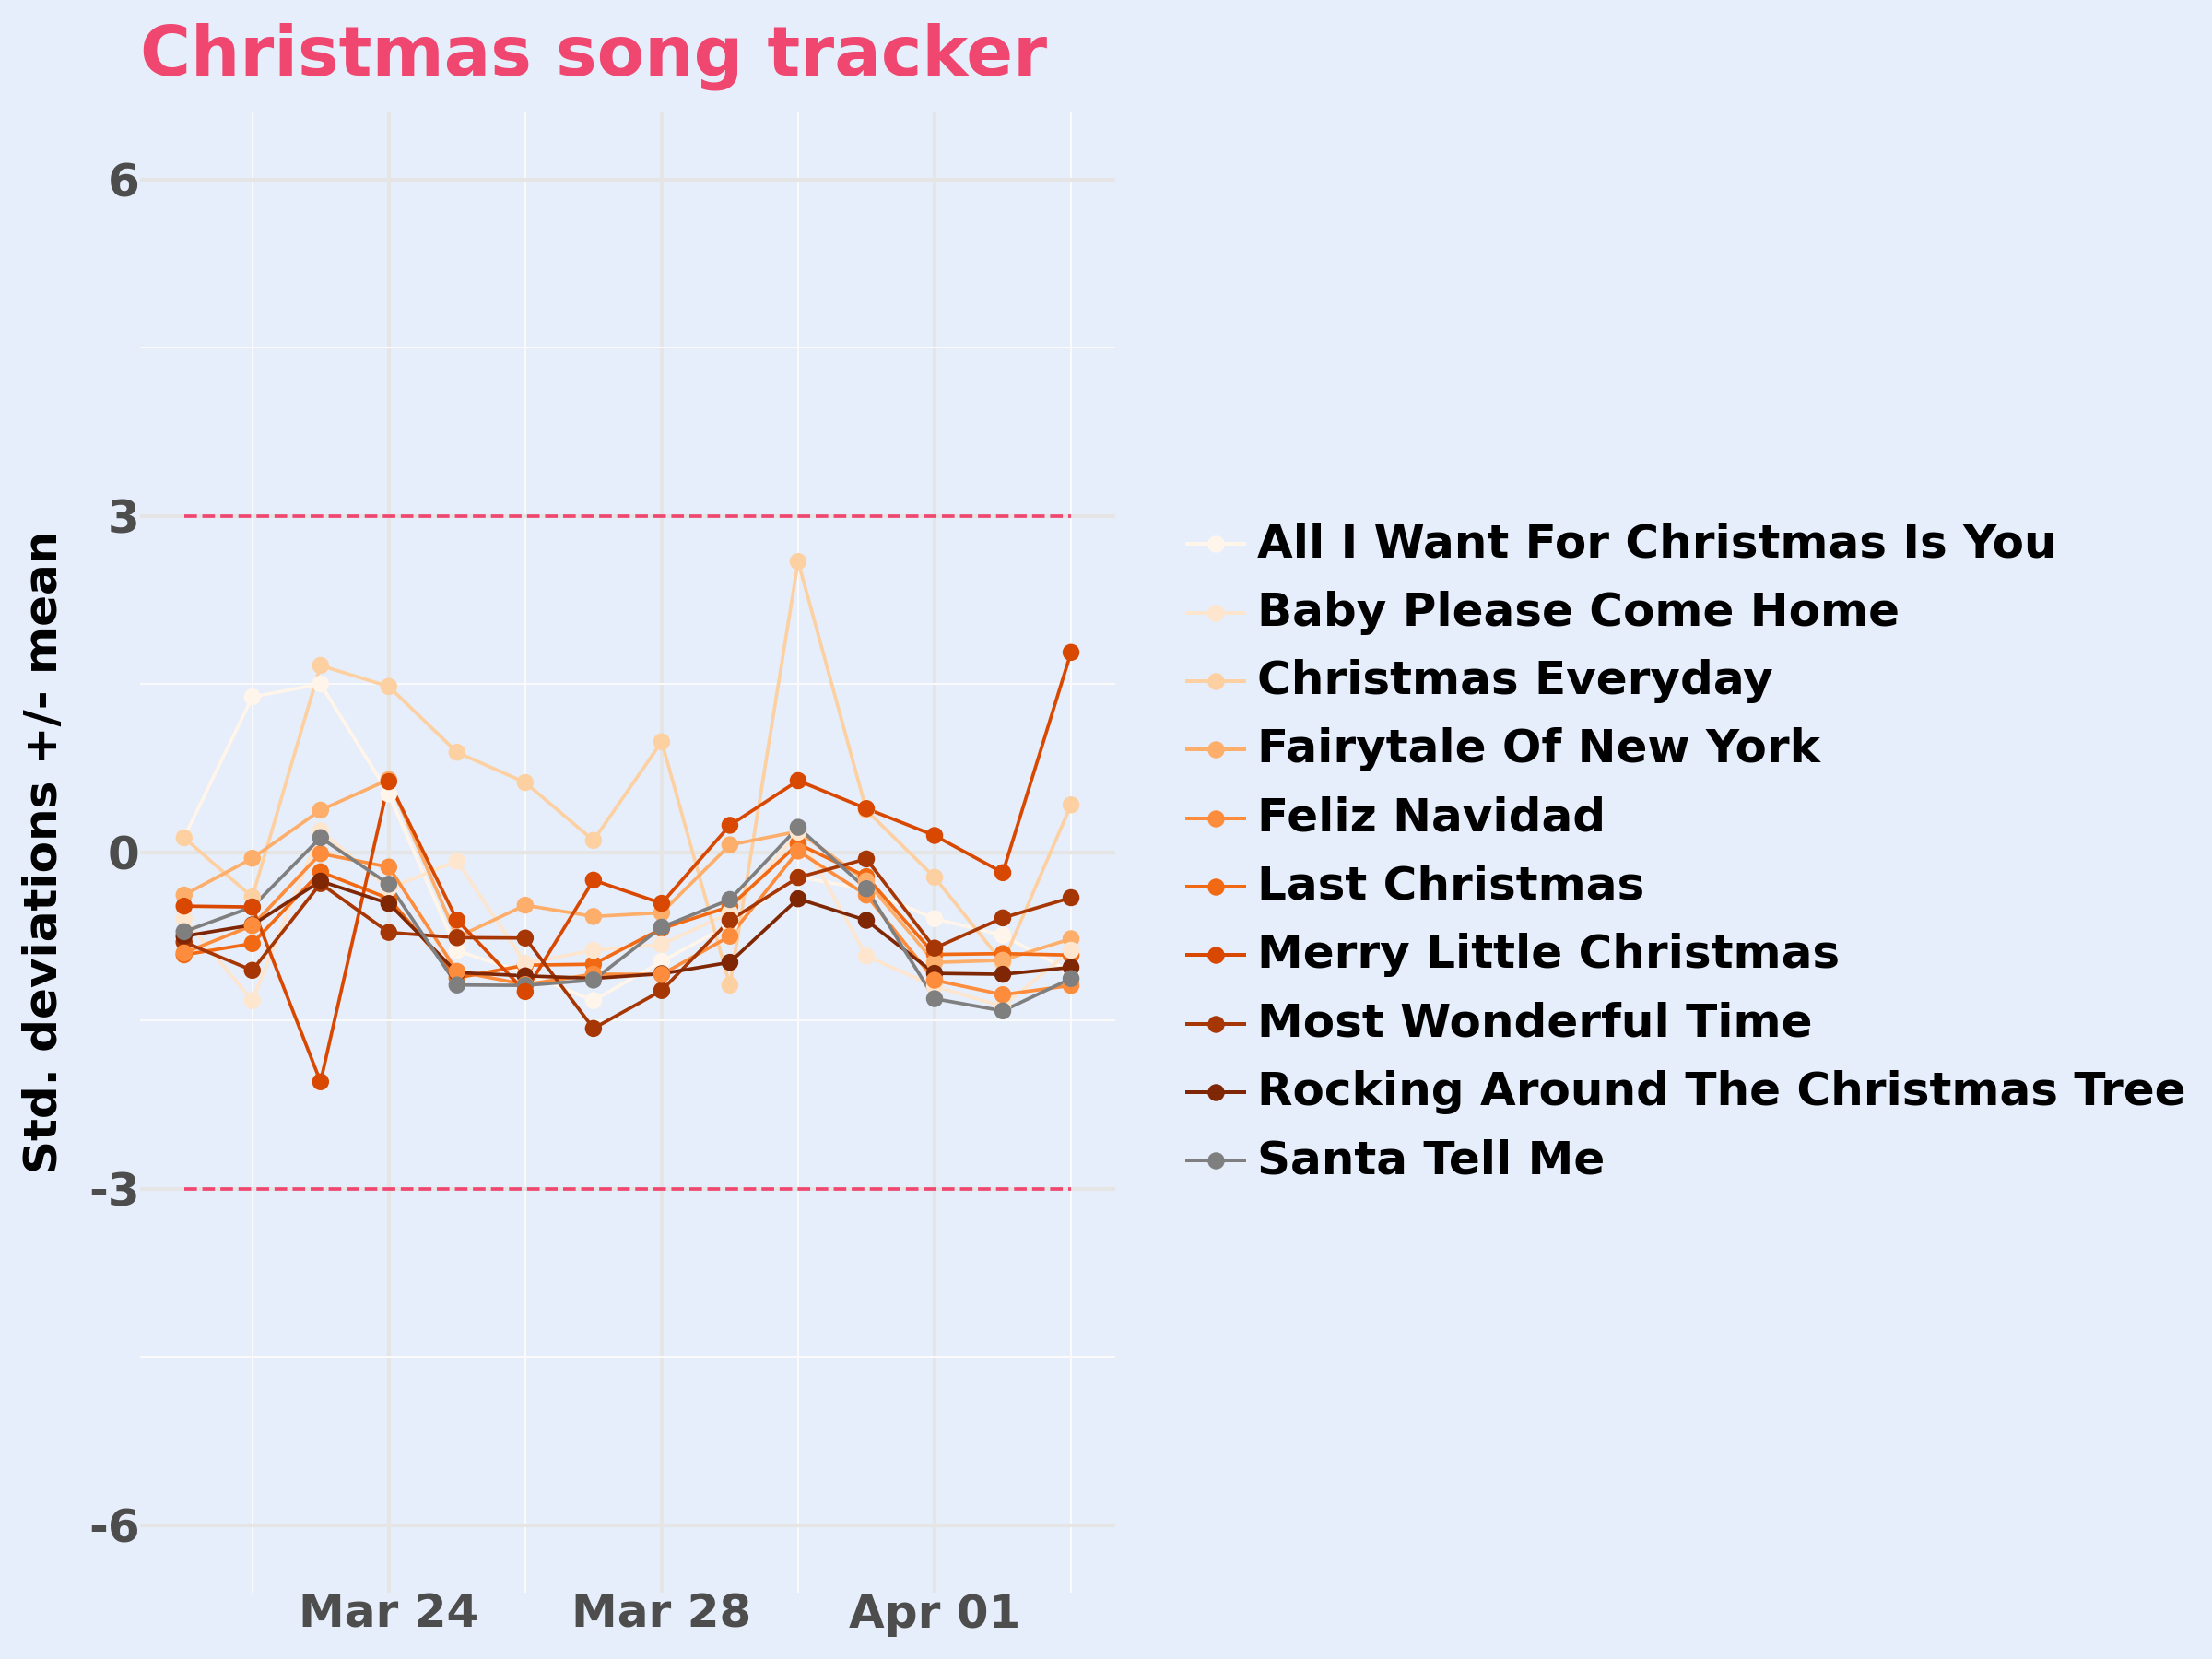 Christmas song tracker
Std. deviations +/- mean
6
3
0
-3
-6
Mar 24
Mar 28
Apr 01
All I Want For Christmas Is You
Baby Please Come Home
Christmas Everyday
Fairytale Of New York
Feliz Navidad
Last Christmas
Merry Little Christmas
Most Wonderful Time
Rocking Around The Christmas Tree
Santa Tell Me